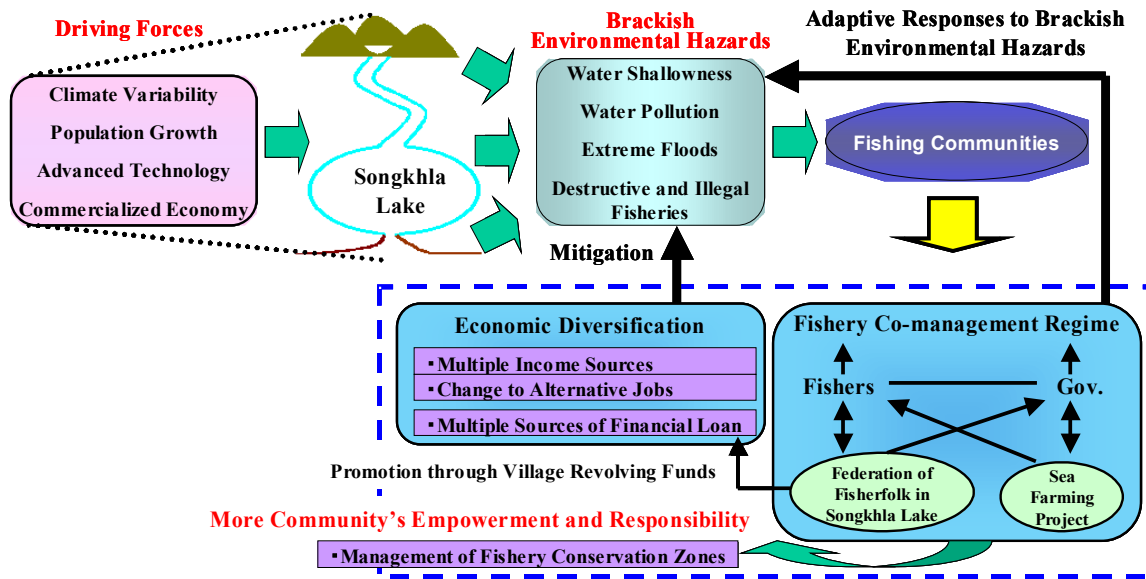 Driving Forces
Climate Variability
Population Growth
Advanced Technology
Commercialized Economy
Songkhla
Lake
Brackish
Environmental Hazards
Water Shallowness
Water Pollution
Extreme Floods
Destructive and Illegal
Fisheries
Mitigation
Adaptive Responses to Brackish
Environmental Hazards
Fishing Communities
Economic Diversification
▪ Multiple Income Sources
▪ Change to Alternative Jobs
▪ Multiple Sources of Financial Loan
Fishery Co-management Regime
Fishers
Gov.
Federation of
Fisherfolk in
Songkhla Lake
Sea
Farming
Project
Promotion through Village Revolving Funds
More Community's Empowerment and Responsibility
▪ Management of Fishery Conservation Zones